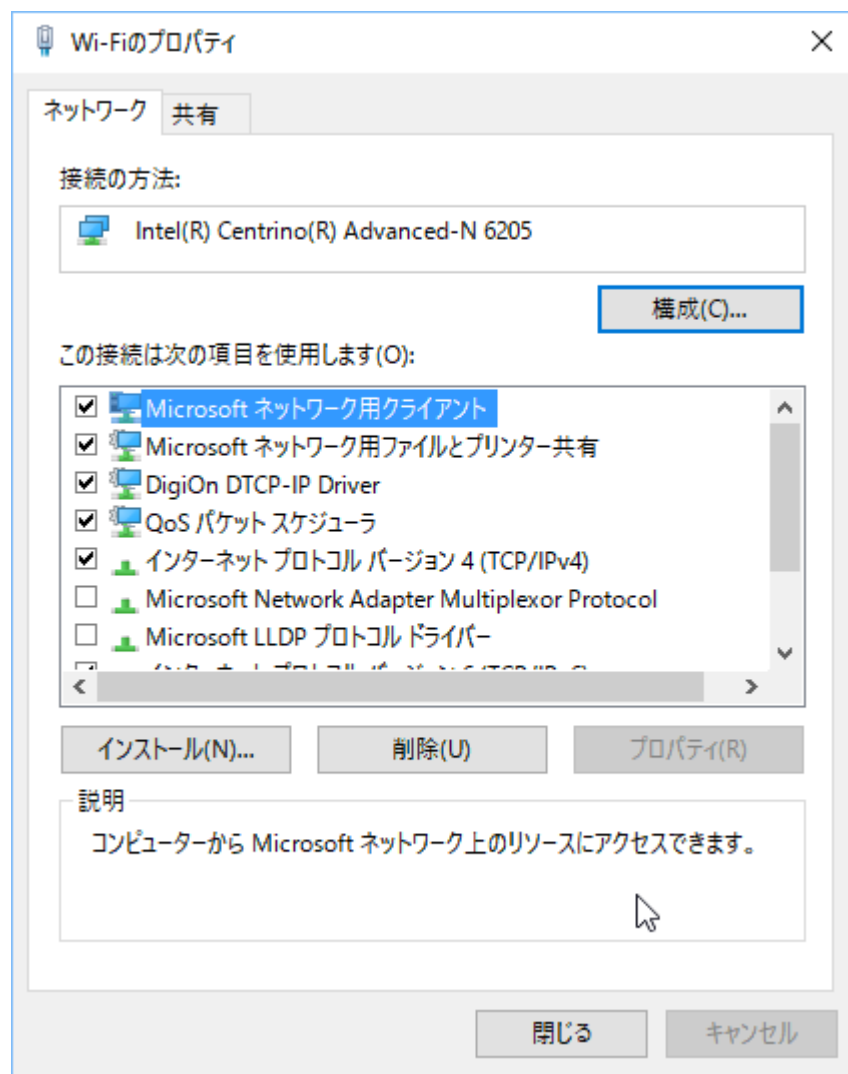 Wi-Fiのプロパティ
ネットワーク
共有
接続の方法:
Intel(R) Centrino(R) Advanced-N 6205
構成(C)...
この接続は次の項目を使用します(O):
Microsoft ネットワーク用クライアント
Microsoft ネットワーク用ファイルとプリンター共有
DigiOn DTCP-IP Driver
QoS パケット スケジューラ
インターネット プロトコル バージョン 4 (TCP/IPv4)
Microsoft Network Adapter Multiplexor Protocol
Microsoft LLDP プロトコル ドライバー
インストール(N)...
削除(U)
プロパティ(R)
説明
コンピューターから Microsoft ネットワーク上のリソースにアクセスできます。
閉じる
キャンセル